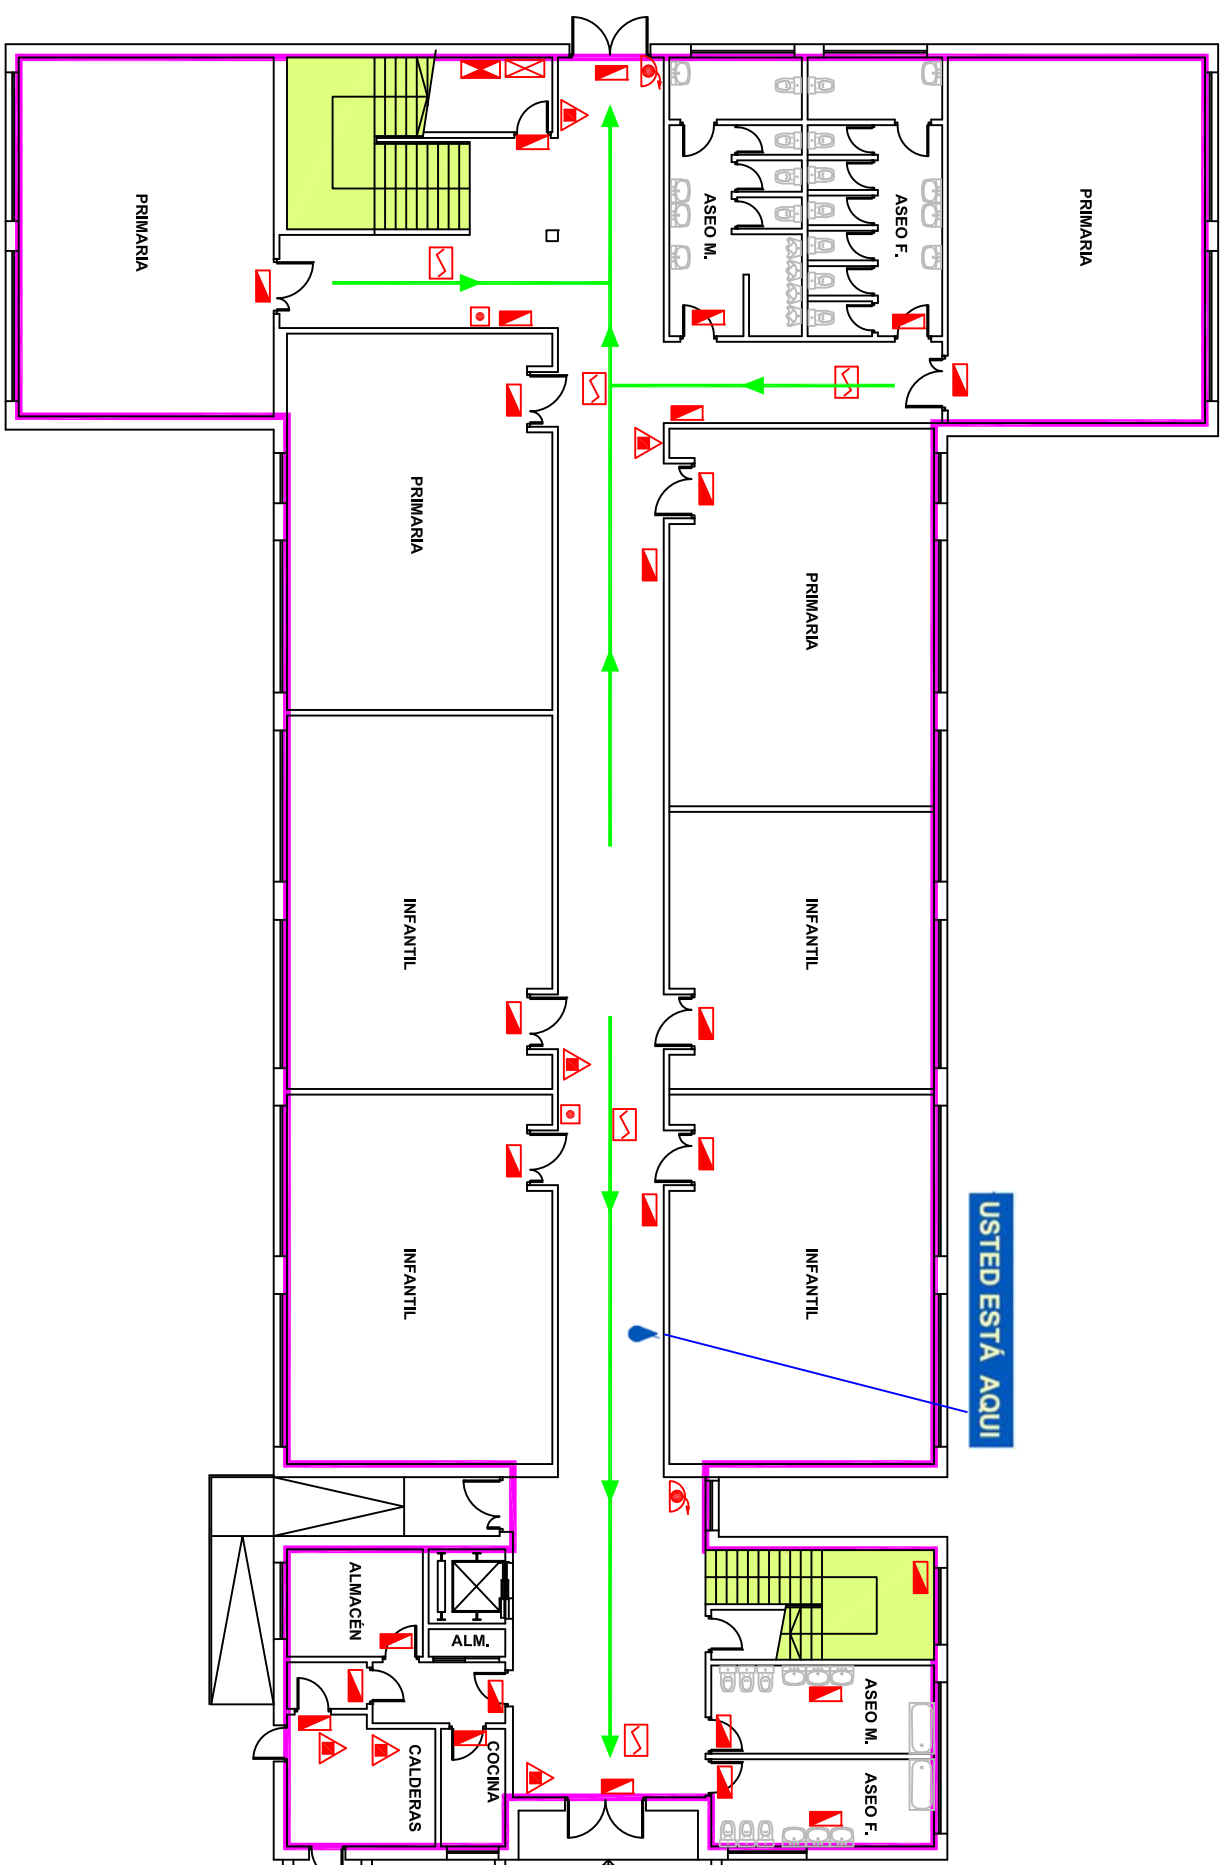 PRIMARIA
ASEO M.
ASEO F.
PRIMARIA
PRIMARIA
PRIMARIA
INFANTIL
INFANTIL
INFANTIL
INFANTIL
USTED ESTÁ AQUI
ALMACÉN
ALM.
ASEO M.
COCINA
CALDERAS
ASEO F.